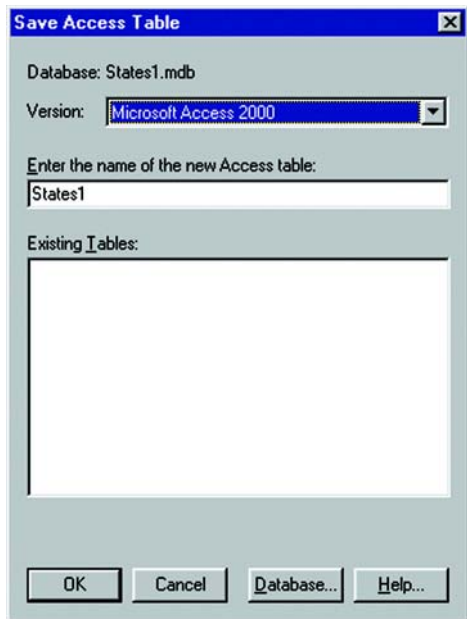 Save Access Table
Database: States1.mdb
Version: Microsoft Access 2000
Enter the name of the new Access table:
States1
Existing Tables:
OK Cancel Database... Help...